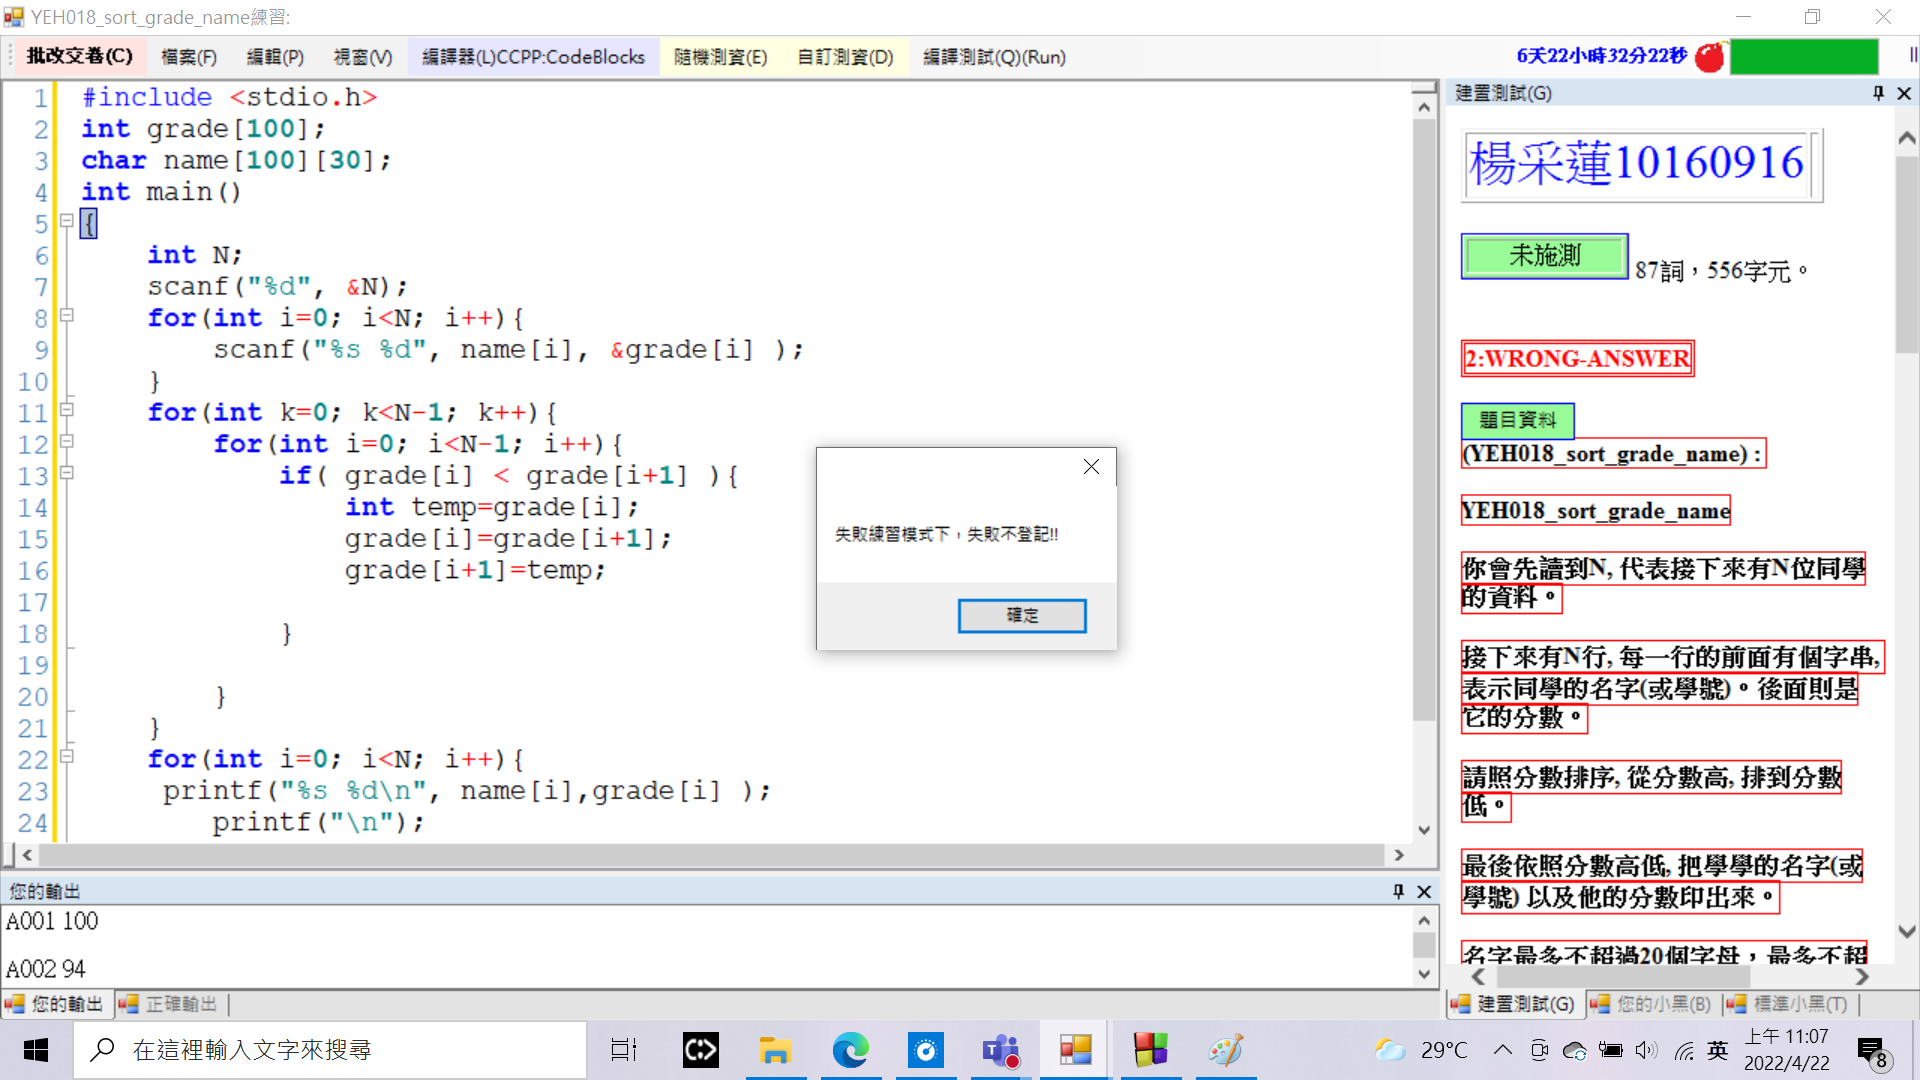 YEH018_sort_grade_name練習:
批改交卷(C) 檔案(F) 編輯(P) 視窗(V) 編譯器(L)CCPP:CodeBlocks 隨機測資(E) 自訂測資(D) 編譯測試(Q)(Run)
6天22小時32分22秒
1 #include <stdio.h>
2 int grade[100];
3 char name[100][30];
4 int main()
5 {
6 int N;
7 scanf("%d", &N);
8 for(int i=0; i<N; i++){
9 scanf("%s %d", name[i], &grade[i] );
10 }
11 for(int k=0; k<N-1; k++){
12 for(int i=0; i<N-1; i++){
13 if( grade[i] < grade[i+1] ){
14 int temp=grade[i];
15 grade[i]=grade[i+1];
16 grade[i+1]=temp;
17
18 }
19
20 }
21 }
22 for(int i=0; i<N; i++){
23 printf("%s %d\n", name[i],grade[i] );
24 printf("\n");
失敗練習模式下，失敗不登記!!
確定
您的輸出
A001 100
A002 94
您的輸出 正確輸出
建置測試(G)
楊采蓮10160916
未施測 87詞，556字元。
2:WRONG-ANSWER
題目資料
(YEH018_sort_grade_name) :
YEH018_sort_grade_name
你會先讀到N, 代表接下來有N位同學
的資料。
接下來有N行, 每一行的前面有個字串,
表示同學的名字(或學號)。後面則是
它的分數。
請照分數排序, 從分數高, 排到分數
低。
最後依照分數高低, 把學學的名字(或
學號) 以及他的分數印出來。
名字最多不超過20個字母，最多不超
建置測試(G) 您的小黑(B) 標準小黑(T)
在這裡輸入文字來搜尋
29°C
英
上午 11:07
2022/4/22
8